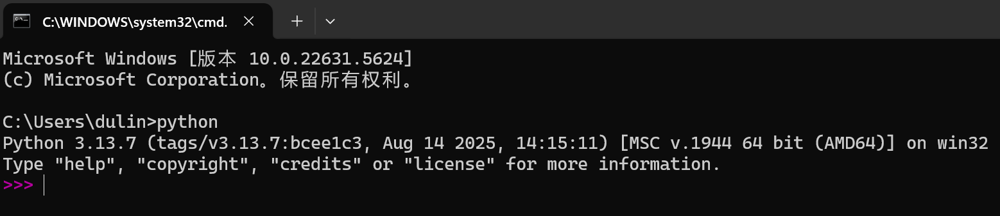 C:\WINDOWS\system32\cmd.
Microsoft Windows [版本 10.0.22631.5624]
(c) Microsoft Corporation。保留所有权利。
C:\Users\dulin>python
Python 3.13.7 (tags/v3.13.7:bcee1c3, Aug 14 2025, 14:15:11) [MSC v.1944 64 bit (AMD64)] on win32
Type "help", "copyright", "credits" or "license" for more information.
>>>